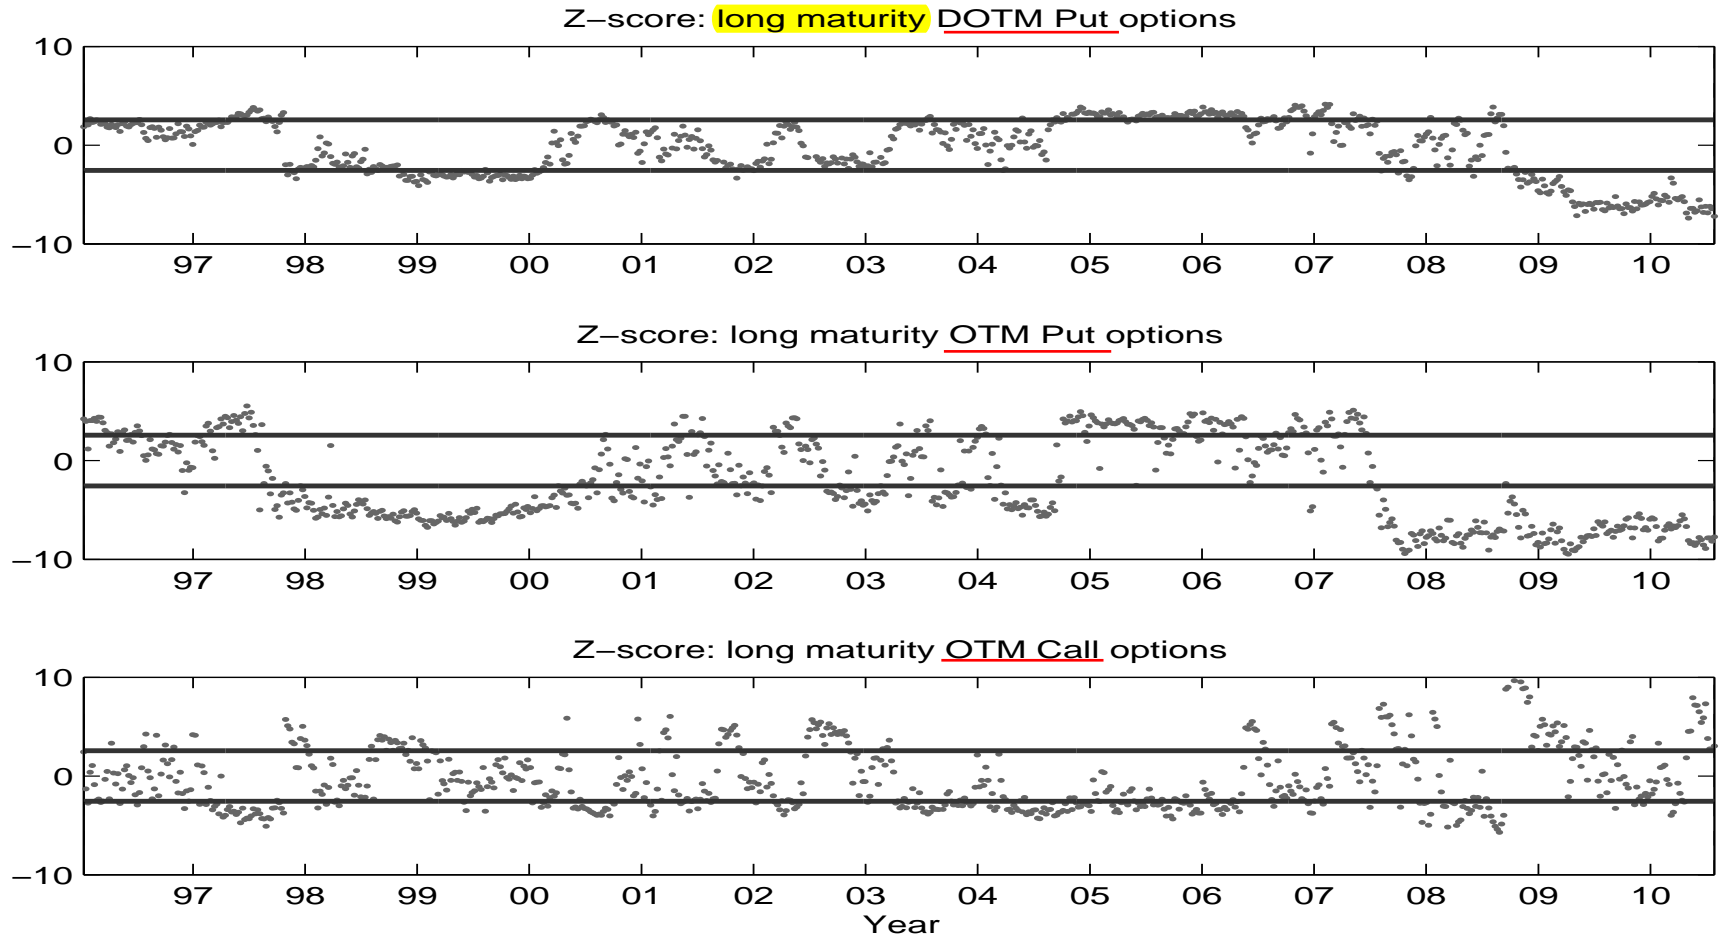 Z−score: long maturity DOTM Put options
10
0
−10
97 98 99 00 01 02 03 04 05 06 07 08 09 10
Z−score: long maturity OTM Put options
10
0
−10
97 98 99 00 01 02 03 04 05 06 07 08 09 10
Z−score: long maturity OTM Call options
10
0
−10
97 98 99 00 01 02 03 04 05 06 07 08 09 10
Year